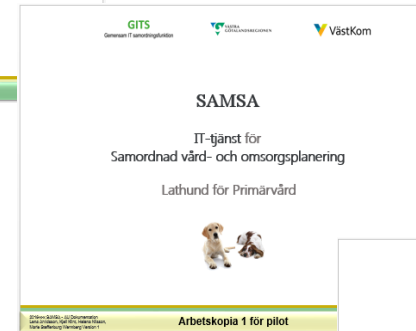 GITS
Gemensam IT samordningsfunktion
VÄSTRA
GÖTALANDSREGIONEN
VästKom
SAMSA
IT-tjänst för
Samordnad vård- och omsorgsplanering
Lathund för Primärvård
Arbetskopia 1 för pilot